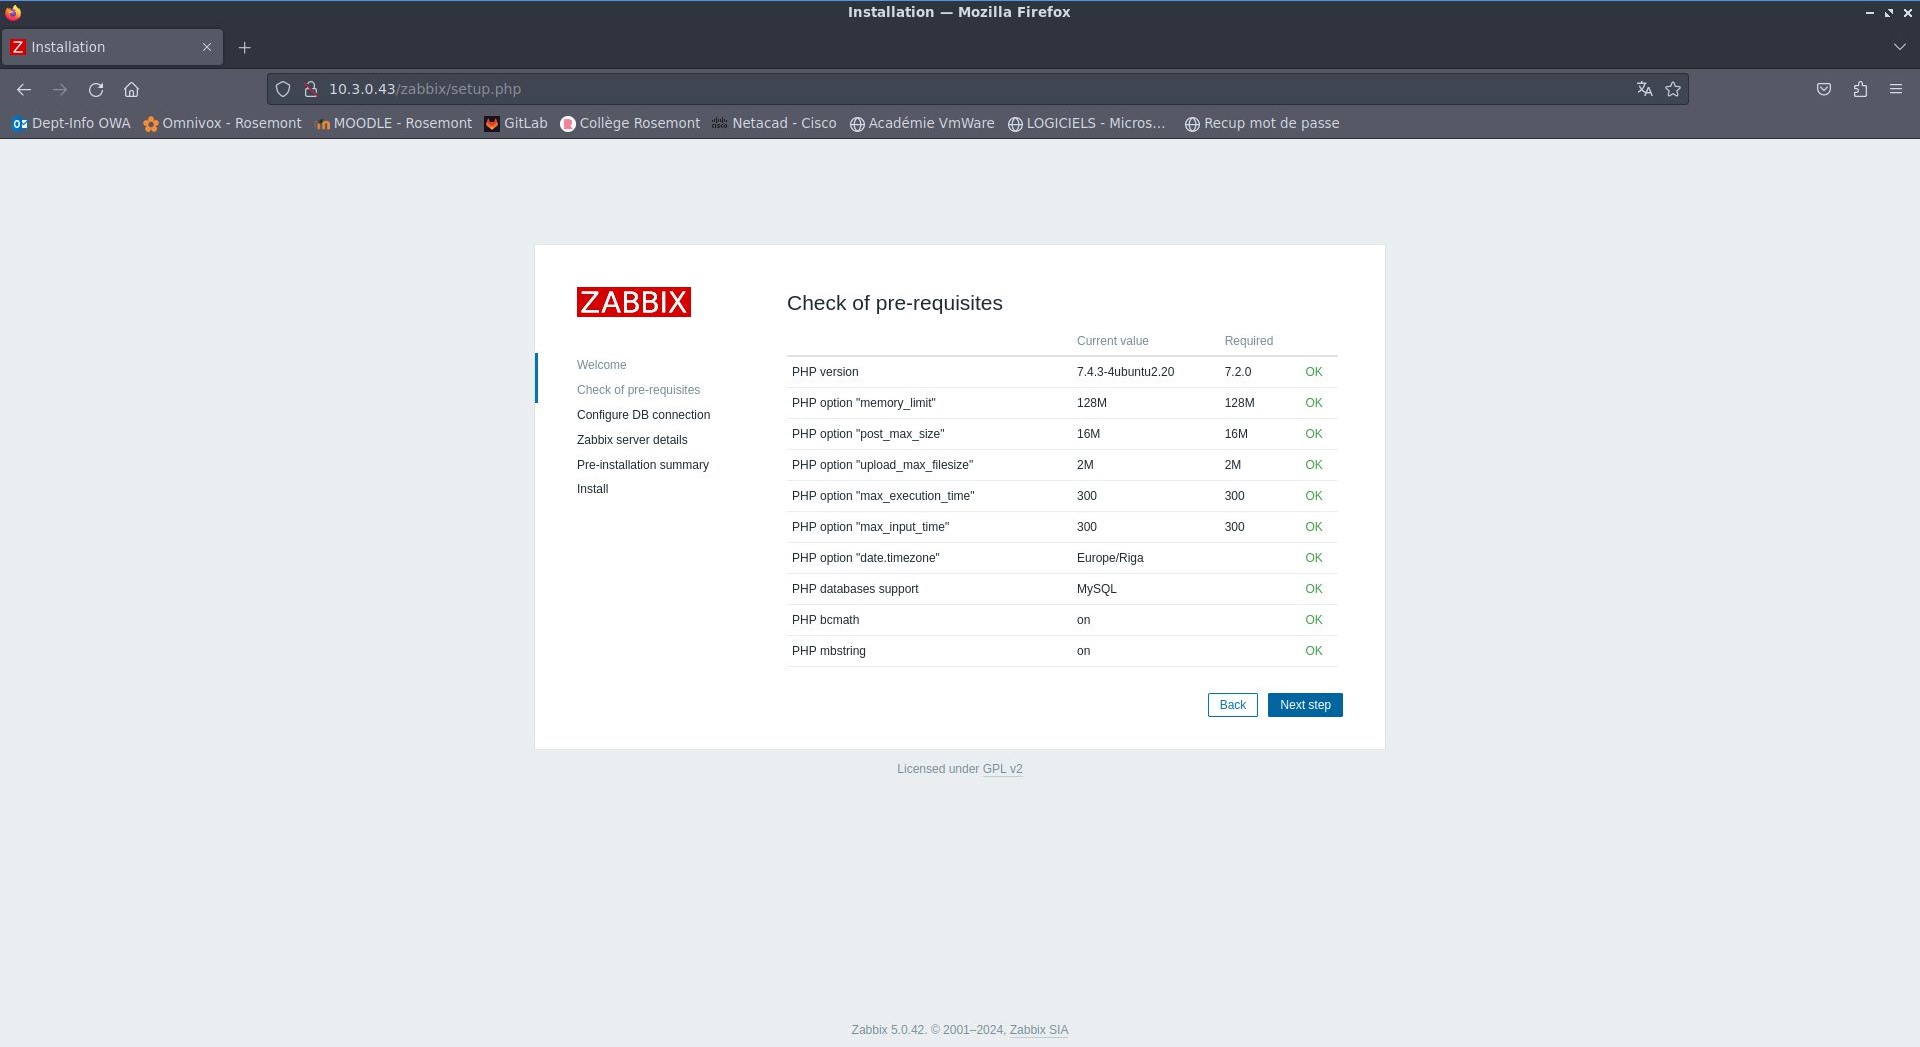 Installation — Mozilla Firefox
Z Installation
10.3.0.43/zabbix/setup.php
Dept-Info OWA Omnivox - Rosemont MOODLE - Rosemont GitLab Collège Rosemont Netacad - Cisco Académie VmWare LOGICIELS - Micros... Recup mot de passe
ZABBIX
Welcome
Check of pre-requisites
Configure DB connection
Zabbix server details
Pre-installation summary
Install
Check of pre-requisites
Current value Required
PHP version 7.4.3-4ubuntu2.20 7.2.0 OK
PHP option "memory_limit" 128M 128M OK
PHP option "post_max_size" 16M 16M OK
PHP option "upload_max_filesize" 2M 2M OK
PHP option "max_execution_time" 300 300 OK
PHP option "max_input_time" 300 300 OK
PHP option "date.timezone" Europe/Riga OK
PHP databases support MySQL OK
PHP bcmath on OK
PHP mbstring on OK
Back Next step
Licensed under GPL v2
Zabbix 5.0.42. © 2001–2024, Zabbix SIA